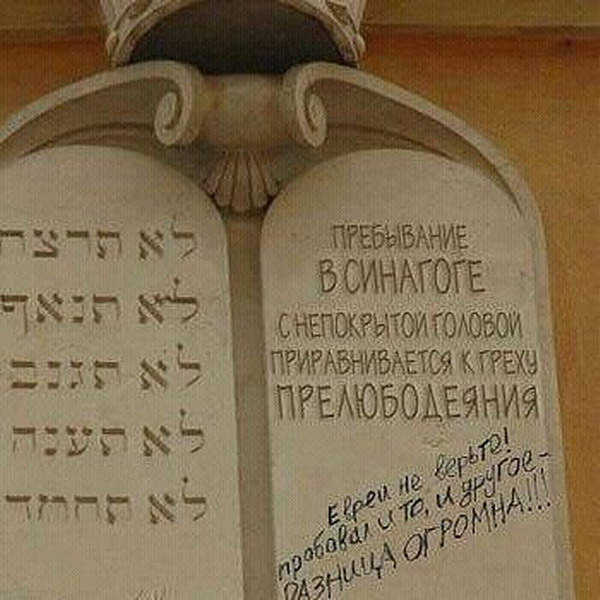 לא תרצח
לא תנאף
לא תגנב
לא תענה
לא תחמד
ПРЕБЫВАНИЕ
В СИНАГОГЕ
С НЕПОКРЫТОЙ ГОЛОВОЙ
ПРИРАВНИВАЕТСЯ К ГРЕХУ
ПРЕЛЮБОДЕЯНИЯ
Евреи не верьте!
пробовал и то, и другое -
РАЗНИЦА ОГРОМНА!!!